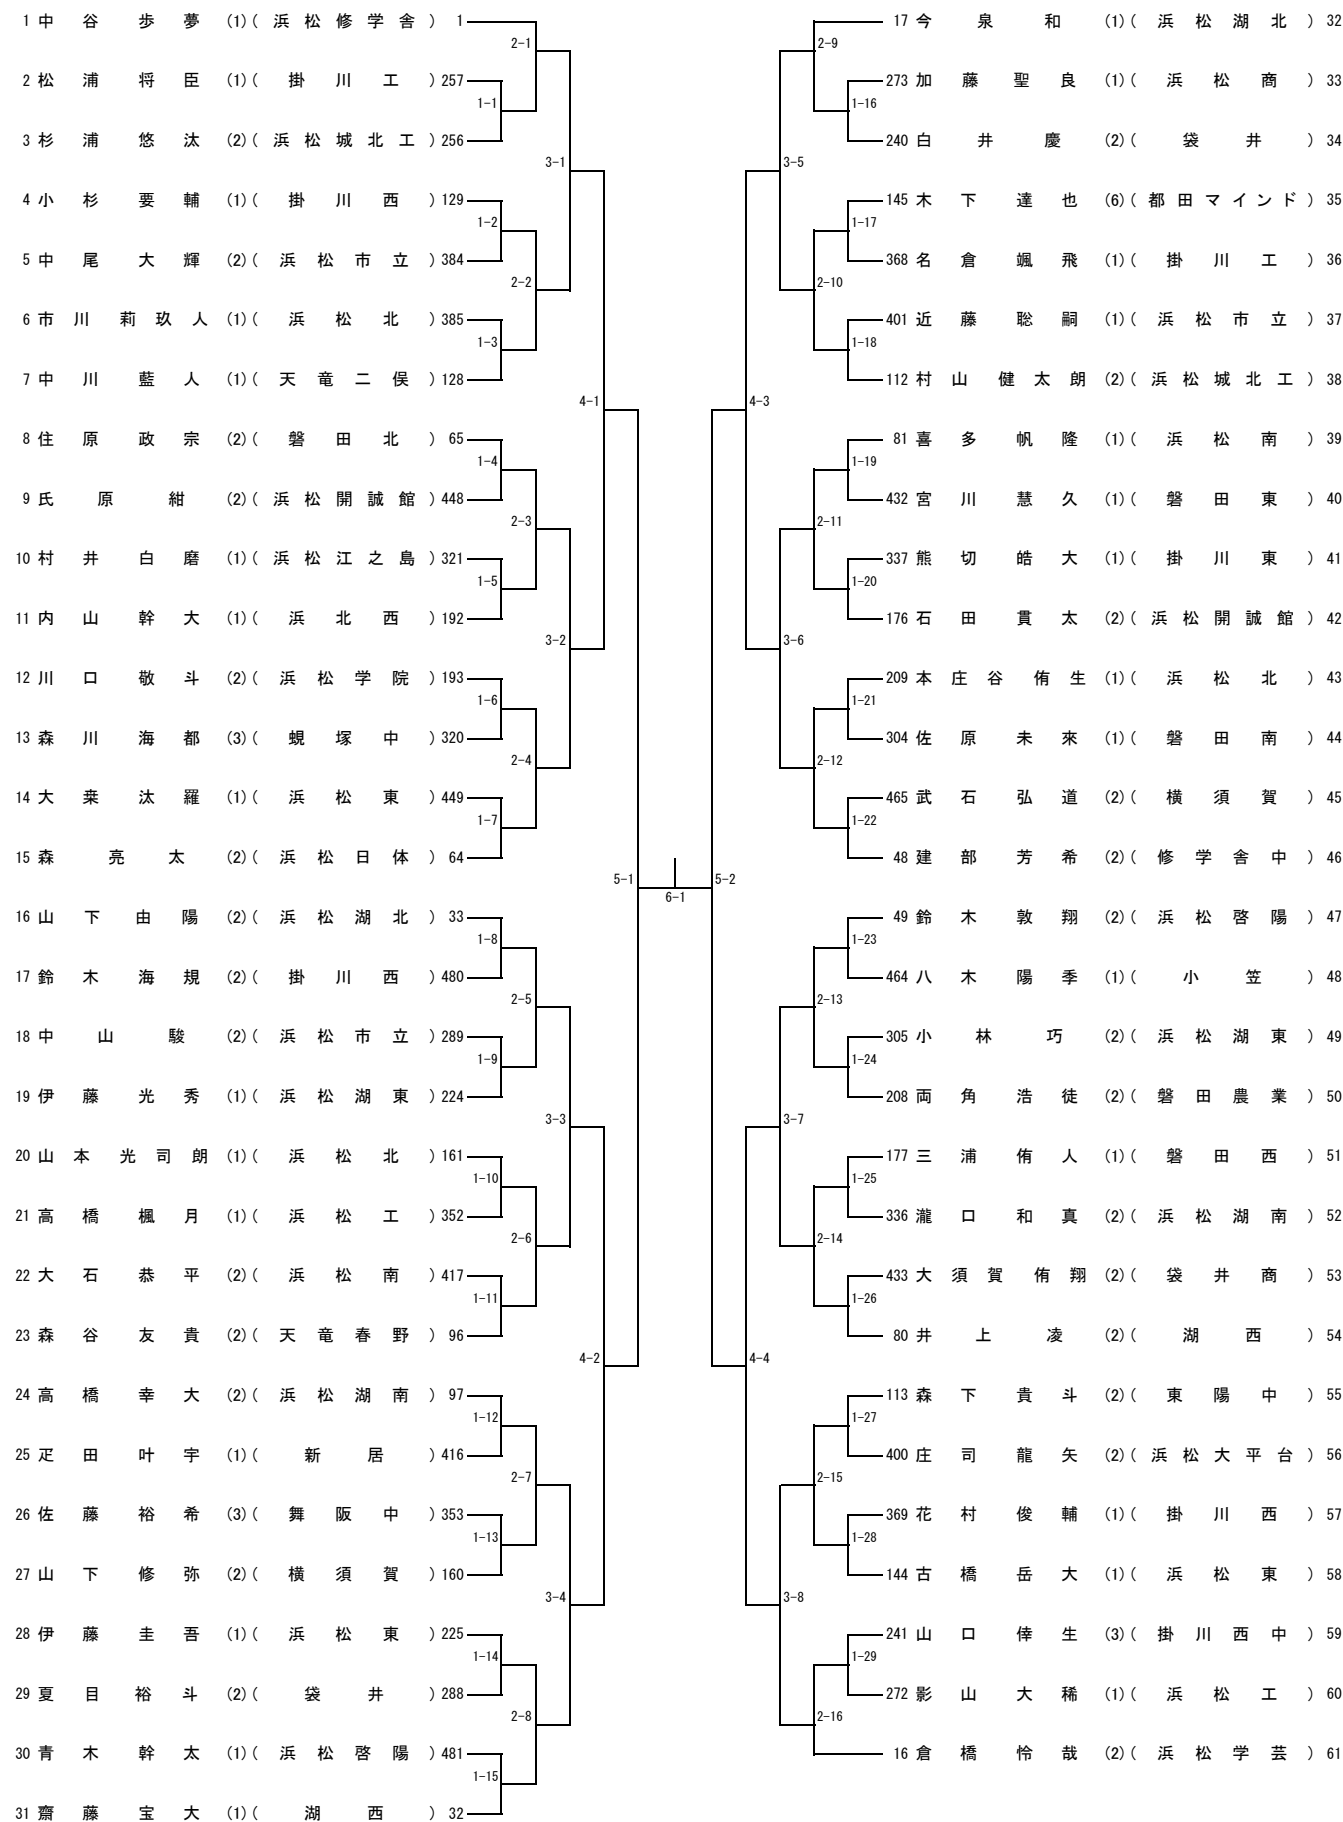 1 中谷歩夢 (1) ( 浜松修学舎 ) 1
2 松浦将臣 (1) ( 掛川工 ) 257
3 杉浦悠汰 (2) ( 浜松城北工 ) 256
4 小杉要輔 (1) ( 掛川西 ) 129
5 中尾大輝 (2) ( 浜松市立 ) 384
6 市川莉玖人 (1) ( 浜松北 ) 385
7 中川藍人 (1) ( 天竜二俣 ) 128
8 住原政宗 (2) ( 磐田北 ) 65
9 氏原紺 (2) ( 浜松開誠館 ) 448
10 村井白磨 (1) ( 浜松江之島 ) 321
11 内山幹大 (1) ( 浜北西 ) 192
12 川口敬斗 (2) ( 浜松学院 ) 193
13 森川海都 (3) ( 蜆塚中 ) 320
14 大桒汰羅 (1) ( 浜松東 ) 449
15 森亮太 (2) ( 浜松日体 ) 64
16 山下由陽 (2) ( 浜松湖北 ) 33
17 鈴木海規 (2) ( 掛川西 ) 480
18 中山駿 (2) ( 浜松市立 ) 289
19 伊藤光秀 (1) ( 浜松湖東 ) 224
20 山本光司朗 (1) ( 浜松北 ) 161
21 高橋楓月 (1) ( 浜松工 ) 352
22 大石恭平 (2) ( 浜松南 ) 417
23 森谷友貴 (2) ( 天竜春野 ) 96
24 高橋幸大 (2) ( 浜松湖南 ) 97
25 疋田叶宇 (1) ( 新居 ) 416
26 佐藤裕希 (3) ( 舞阪中 ) 353
27 山下修弥 (2) ( 横須賀 ) 160
28 伊藤圭吾 (1) ( 浜松東 ) 225
29 夏目裕斗 (2) ( 袋井 ) 288
30 青木幹太 (1) ( 浜松啓陽 ) 481
31 齋藤宝大 (1) ( 湖西 ) 32
1-1
1-2
1-3
1-4
1-5
1-6
1-7
1-8
1-9
1-10
1-11
1-12
1-13
1-14
1-15
2-1
2-2
2-3
2-4
2-5
2-6
2-7
2-8
3-1
3-2
3-3
3-4
4-1
4-2
5-1
6-1
5-2
4-3
4-4
3-5
3-6
3-7
3-8
2-9
2-10
2-11
2-12
2-13
2-14
2-15
2-16
1-16
1-17
1-18
1-19
1-20
1-21
1-22
1-23
1-24
1-25
1-26
1-27
1-28
1-29
17 今泉和 (1) ( 浜松湖北 ) 32
273 加藤聖良 (1) ( 浜松商 ) 33
240 白井慶 (2) ( 袋井 ) 34
145 木下達也 (6) ( 都田マインド ) 35
368 名倉颯飛 (1) ( 掛川工 ) 36
401 近藤聡嗣 (1) ( 浜松市立 ) 37
112 村山健太朗 (2) ( 浜松城北工 ) 38
81 喜多帆隆 (1) ( 浜松南 ) 39
432 宮川慧久 (1) ( 磐田東 ) 40
337 熊切皓大 (1) ( 掛川東 ) 41
176 石田貫太 (2) ( 浜松開誠館 ) 42
209 本庄谷侑生 (1) ( 浜松北 ) 43
304 佐原未來 (1) ( 磐田南 ) 44
465 武石弘道 (2) ( 横須賀 ) 45
48 建部芳希 (2) ( 修学舎中 ) 46
49 鈴木敦翔 (2) ( 浜松啓陽 ) 47
464 八木陽季 (1) ( 小笠 ) 48
305 小林巧 (2) ( 浜松湖東 ) 49
208 両角浩徒 (2) ( 磐田農業 ) 50
177 三浦侑人 (1) ( 磐田西 ) 51
336 瀧口和真 (2) ( 浜松湖南 ) 52
433 大須賀侑翔 (2) ( 袋井商 ) 53
80 井上凌 (2) ( 湖西 ) 54
113 森下貴斗 (2) ( 東陽中 ) 55
400 庄司龍矢 (2) ( 浜松大平台 ) 56
369 花村俊輔 (1) ( 掛川西 ) 57
144 古橋岳大 (1) ( 浜松東 ) 58
241 山口倖生 (3) ( 掛川西中 ) 59
272 影山大稀 (1) ( 浜松工 ) 60
16 倉橋怜哉 (2) ( 浜松学芸 ) 61